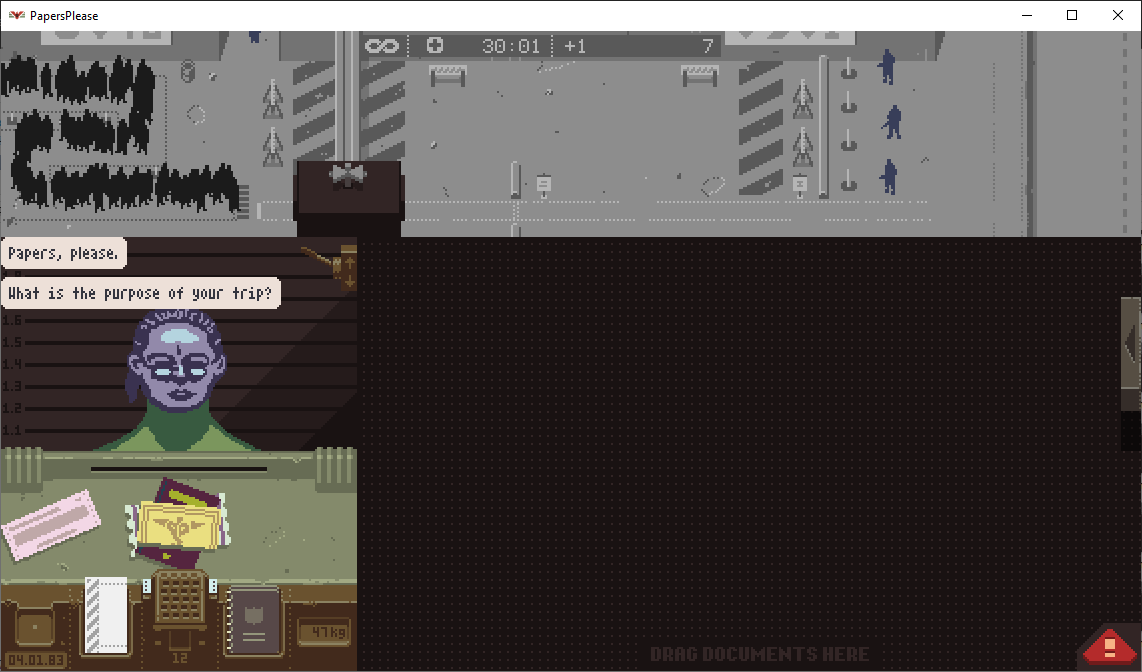 PapersPlease
30:01 +1 7
Papers, please.
What is the purpose of your trip?
1.6
1.5
1.4
1.3
1.2
1.1
47kg
04.01.83
12
DRAG DOCUMENTS HERE